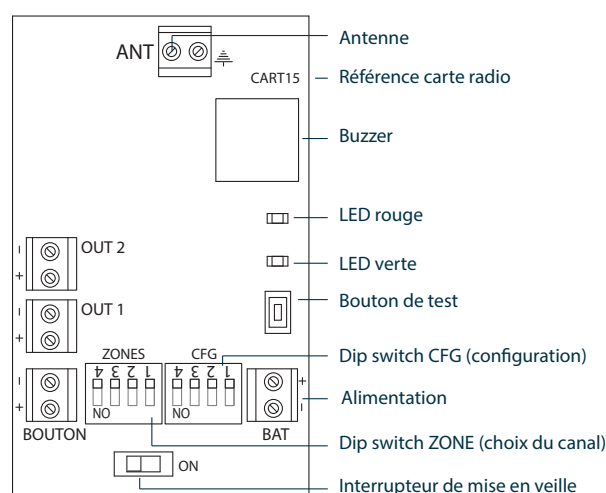 ANT
Antenne
CART15
Référence carte radio
Buzzer
LED rouge
OUT 2
- +
LED verte
OUT 1
- +
Bouton de test
ZONES
4 3 2 1
NO
CFG
4 3 2 1
NO
Dip switch CFG (configuration)
- +
BOUTON
+ -
BAT
Alimentation
Dip switch ZONE (choix du canal)
ON
Interrupteur de mise en veille